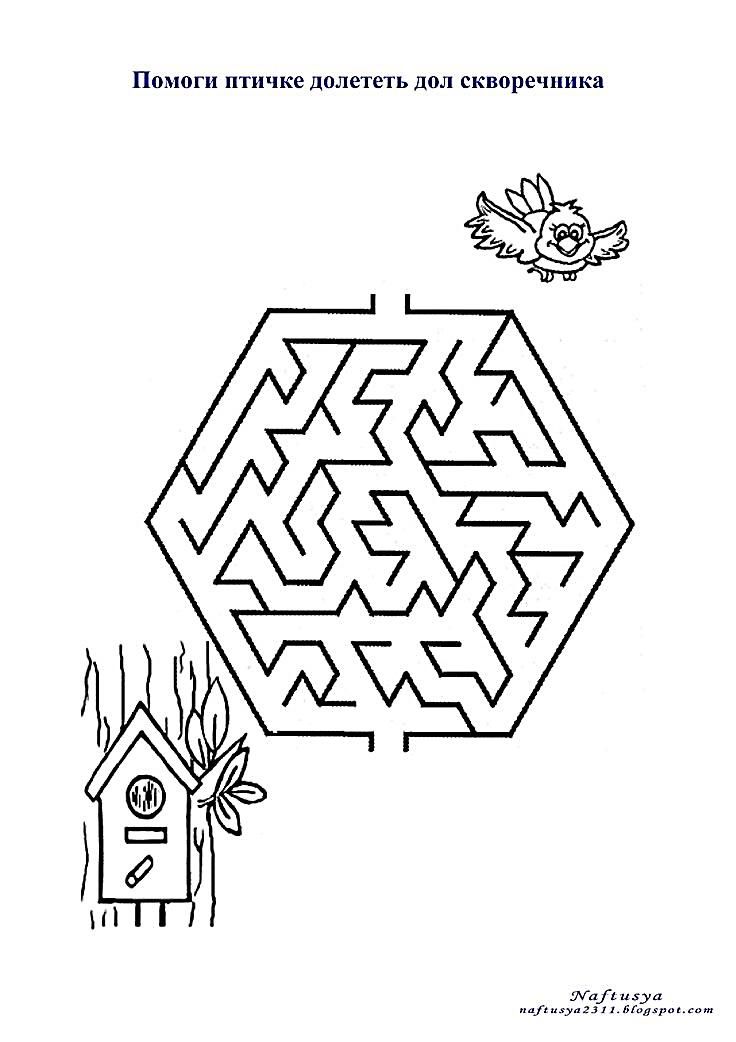 Помоги птичке долететь дол скворечника
Naftusya
naftusya2311.blogspot.com